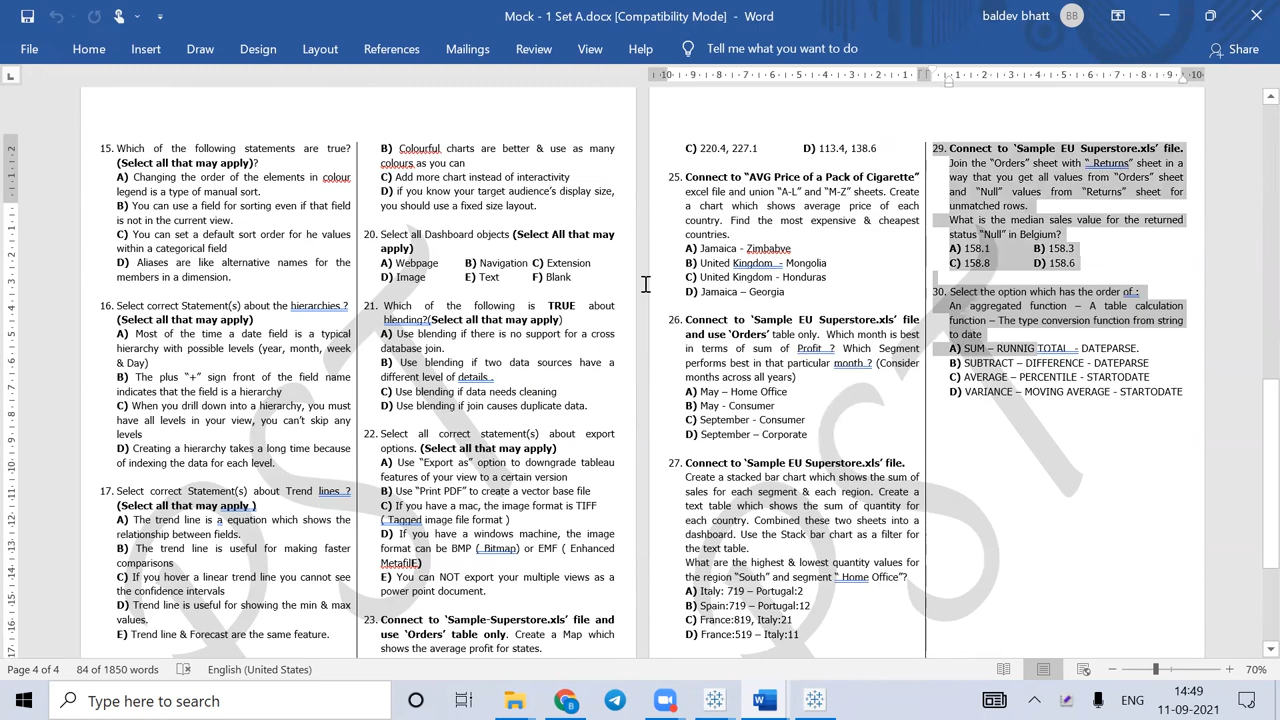 Mock - 1 Set A.docx [Compatibility Mode] - Word
baldev bhatt
BB
File
Home
Insert
Draw
Design
Layout
References
Mailings
Review
View
Help
Tell me what you want to do
Share
15. Which of the following statements are true?
(Select all that may apply)?
A) Changing the order of the elements in colour
legend is a type of manual sort.
B) You can use a field for sorting even if that field
is not in the current view.
C) You can set a default sort order for he values
within a categorical field
D) Aliases are like alternative names for the
members in a dimension.
16. Select correct Statement(s) about the hierarchies ?
(Select all that may apply)
A) Most of the time a date field is a typical
hierarchy with possible levels (year, month, week
& Day)
B) The plus “+” sign front of the field name
indicates that the field is a hierarchy
C) When you drill down into a hierarchy, you must
have all levels in your view, you can’t skip any
levels
D) Creating a hierarchy takes a long time because
of indexing the data for each level.
17. Select correct Statement(s) about Trend lines ?
(Select all that may apply )
A) The trend line is a equation which shows the
relationship between fields.
B) The trend line is useful for making faster
comparisons
C) If you hover a linear trend line you cannot see
the confidence intervals
D) Trend line is useful for showing the min & max
values.
E) Trend line & Forecast are the same feature.
B) Colourful charts are better & use as many
colours as you can
C) Add more chart instead of interactivity
D) if you know your target audience’s display size,
you should use a fixed size layout.
20. Select all Dashboard objects (Select All that may
apply)
A) Webpage B) Navigation C) Extension
D) Image E) Text F) Blank
21. Which of the following is TRUE about
blending?(Select all that may apply)
A) Use blending if there is no support for a cross
database join.
B) Use blending if two data sources have a
different level of details .
C) Use blending if data needs cleaning
D) Use blending if join causes duplicate data.
22. Select all correct statement(s) about export
options. (Select all that may apply)
A) Use “Export as” option to downgrade tableau
features of your view to a certain version
B) Use “Print PDF” to create a vector base file
C) If you have a mac, the image format is TIFF
( Tagged image file format )
D) If you have a windows machine, the image
format can be BMP ( Bitmap) or EMF ( Enhanced
MetafilE)
E) You can NOT export your multiple views as a
power point document.
23. Connect to ‘Sample-Superstore.xls’ file and
use ‘Orders’ table only. Create a Map which
shows the average profit for states.
C) 220.4, 227.1 D) 113.4, 138.6
25. Connect to “AVG Price of a Pack of Cigarette”
excel file and union “A-L” and “M-Z” sheets. Create
a chart which shows average price of each
country. Find the most expensive & cheapest
countries.
A) Jamaica - Zimbabve
B) United Kingdom - Mongolia
C) United Kingdom - Honduras
D) Jamaica – Georgia
26. Connect to ‘Sample EU Superstore.xls’ file
and use ‘Orders’ table only. Which month is best
in terms of sum of Profit ? Which Segment
performs best in that particular month ? (Consider
months across all years)
A) May – Home Office
B) May - Consumer
C) September - Consumer
D) September – Corporate
27. Connect to ‘Sample EU Superstore.xls’ file.
Create a stacked bar chart which shows the sum of
sales for each segment & each region. Create a
text table which shows the sum of quantity for
each country. Combined these two sheets into a
dashboard. Use the Stack bar chart as a filter for
the text table.
What are the highest & lowest quantity values for
the region “South” and segment “ Home Office”?
A) Italy: 719 – Portugal:2
B) Spain:719 – Portugal:12
C) France:819, Italy:21
D) France:519 – Italy:11
29. Connect to ‘Sample EU Superstore.xls’ file.
Join the “Orders” sheet with “ Returns” sheet in a
way that you get all values from “Orders” sheet
and “Null” values from “Returns” sheet for
unmatched rows.
What is the median sales value for the returned
status “Null” in Belgium?
A) 158.1 B) 158.3
C) 158.8 D) 158.6
30. Select the option which has the order of :
An aggregated function – A table calculation
function – The type conversion function from string
to date
A) SUM – RUNNIG TOTAL - DATEPARSE.
B) SUBTRACT – DIFFERENCE - DATEPARSE
C) AVERAGE – PERCENTILE - STARTODATE
D) VARIANCE – MOVING AVERAGE - STARTODATE
Page 4 of 4
84 of 1850 words
English (United States)
70%
Type here to search
ENG
14:49
11-09-2021